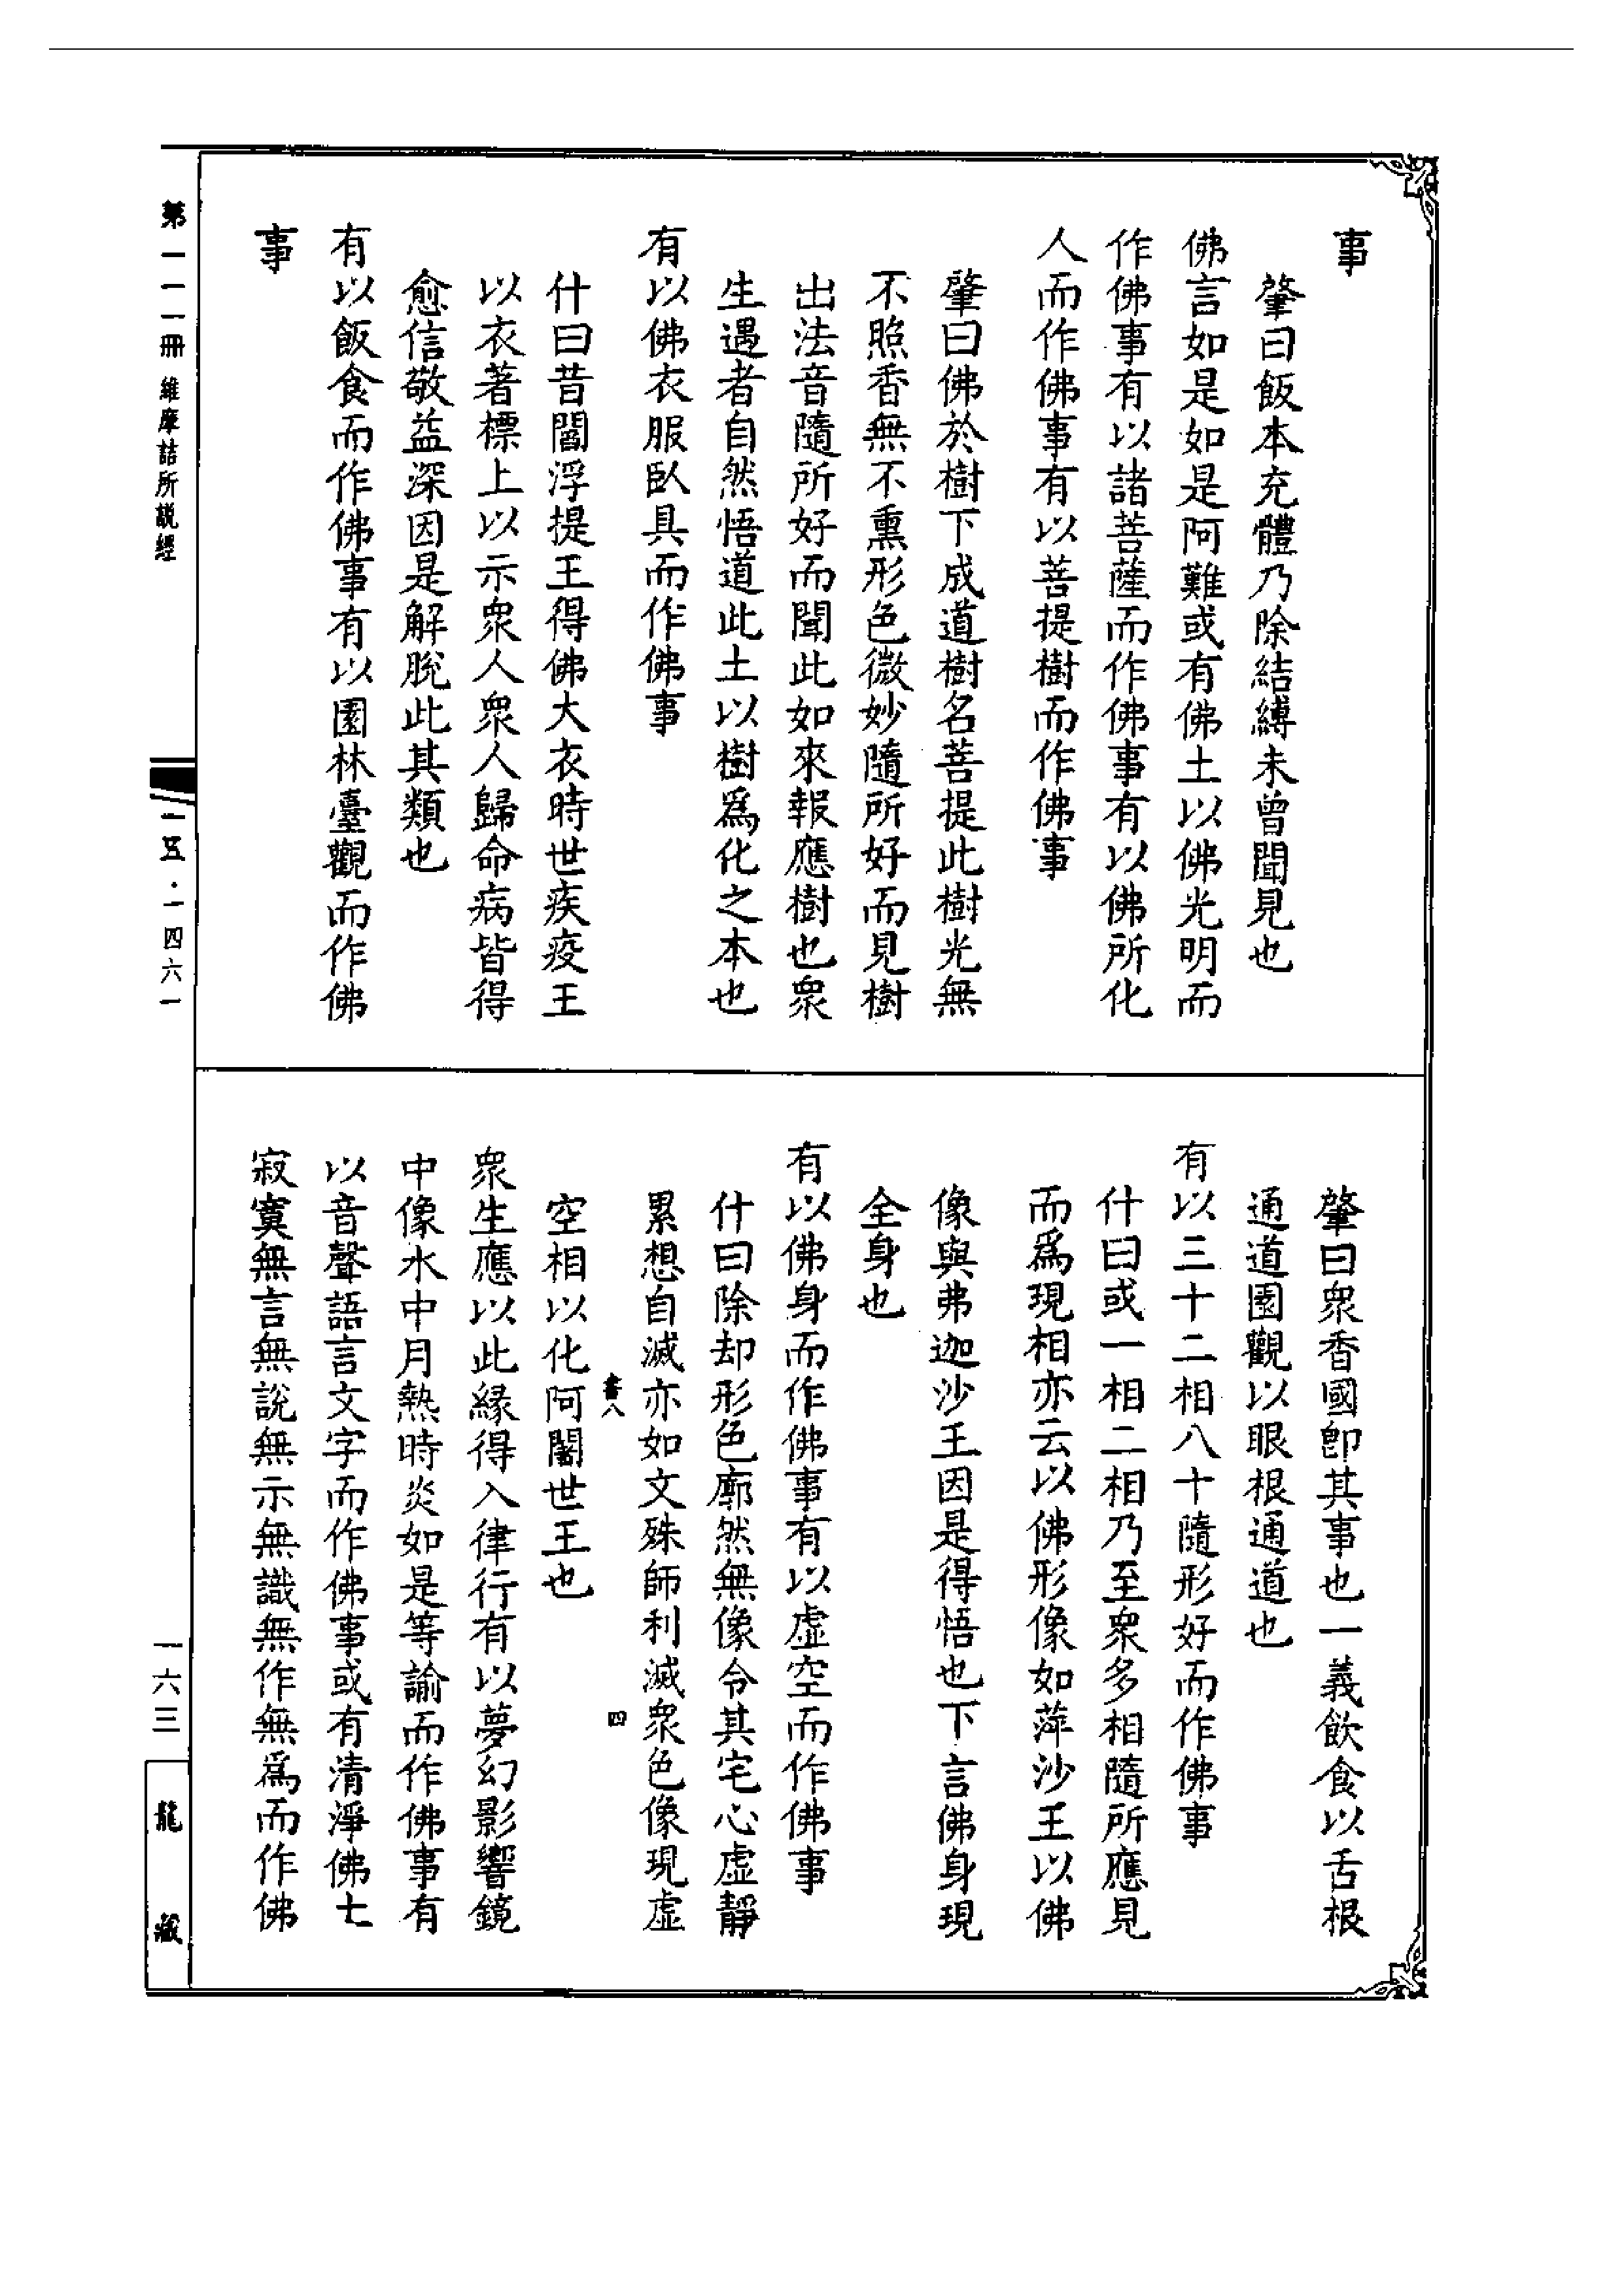 事
肇曰飯本充體乃除結縛未曾聞見也
佛言如是如是阿難或有佛土以佛光明而
作佛事有以諸菩薩而作佛事有以佛所化
人而作佛事有以菩提樹而作佛事
肇曰佛於樹下成道樹名菩提此樹光無
不照香無不熏形色微妙隨所好而見樹
出法音隨所好而聞此如來報應樹也衆
生遇者自然悟道此土以樹爲化之本也
有以佛衣服臥具而作佛事
什曰昔閻浮提王得佛大衣時世疾疫王
以衣著標上以示衆人衆人歸命病皆得
愈信敬益深因是解脫此其類也
有以飯食而作佛事有以園林臺觀而作佛
事
肇曰衆香國卽其事也一義飲食以舌根
通道園觀以眼根通道也
有以三十二相八十隨形好而作佛事
什曰或一相二相乃至衆多相隨所應見
而爲現相亦云以佛形像如蓱沙王以佛
像與弗迦沙王因是得悟也下言佛身現
全身也
有以佛身而作佛事有以虛空而作佛事
什曰除却形色廓然無像令其宅心虛靜
累想自滅亦如文殊師利滅衆色像現虛
書八 四
空相以化阿闍世王也
衆生應以此緣得入律行有以夢幻影響鏡
中像水中月熱時炎如是等諭而作佛事有
以音聲語言文字而作佛事或有清淨佛七
寂寞無言無說無示無識無作無爲而作佛
第一一一冊 維摩詰所說經
一五·一四六一
一六三
龍藏